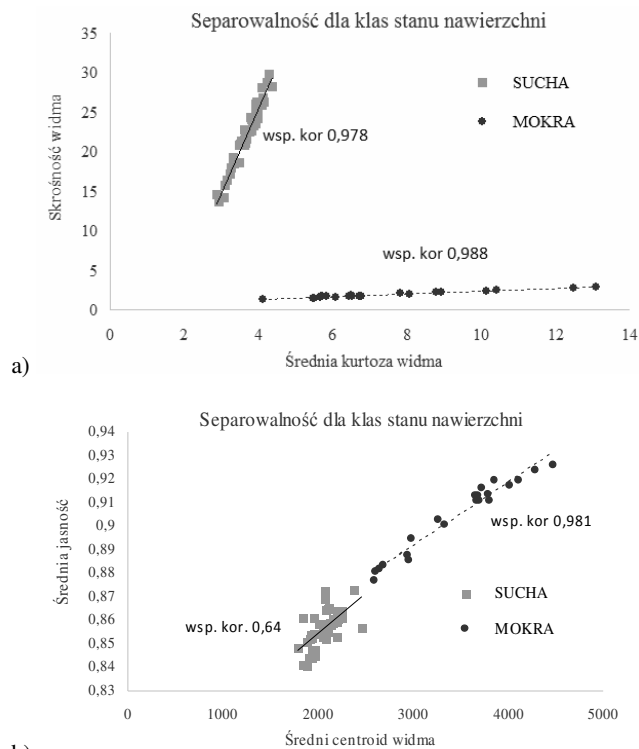 Separowalność dla klas stanu nawierzchni
35
30
25
20
15
10
5
0
Skrośność widma
SUCHA
MOKRA
wsp. kor 0,978
wsp. kor 0,988
0 2 4 6 8 10 12 14
Średnia kurtoza widma
a)
Separowalność dla klas stanu nawierzchni
0,94
0,93
0,92
0,91
0,9
0,89
0,88
0,87
0,86
0,85
0,84
0,83
Średnia jasność
wsp. kor 0,981
wsp. kor. 0,64
SUCHA
MOKRA
0 1000 2000 3000 4000 5000
Średni centroid widma